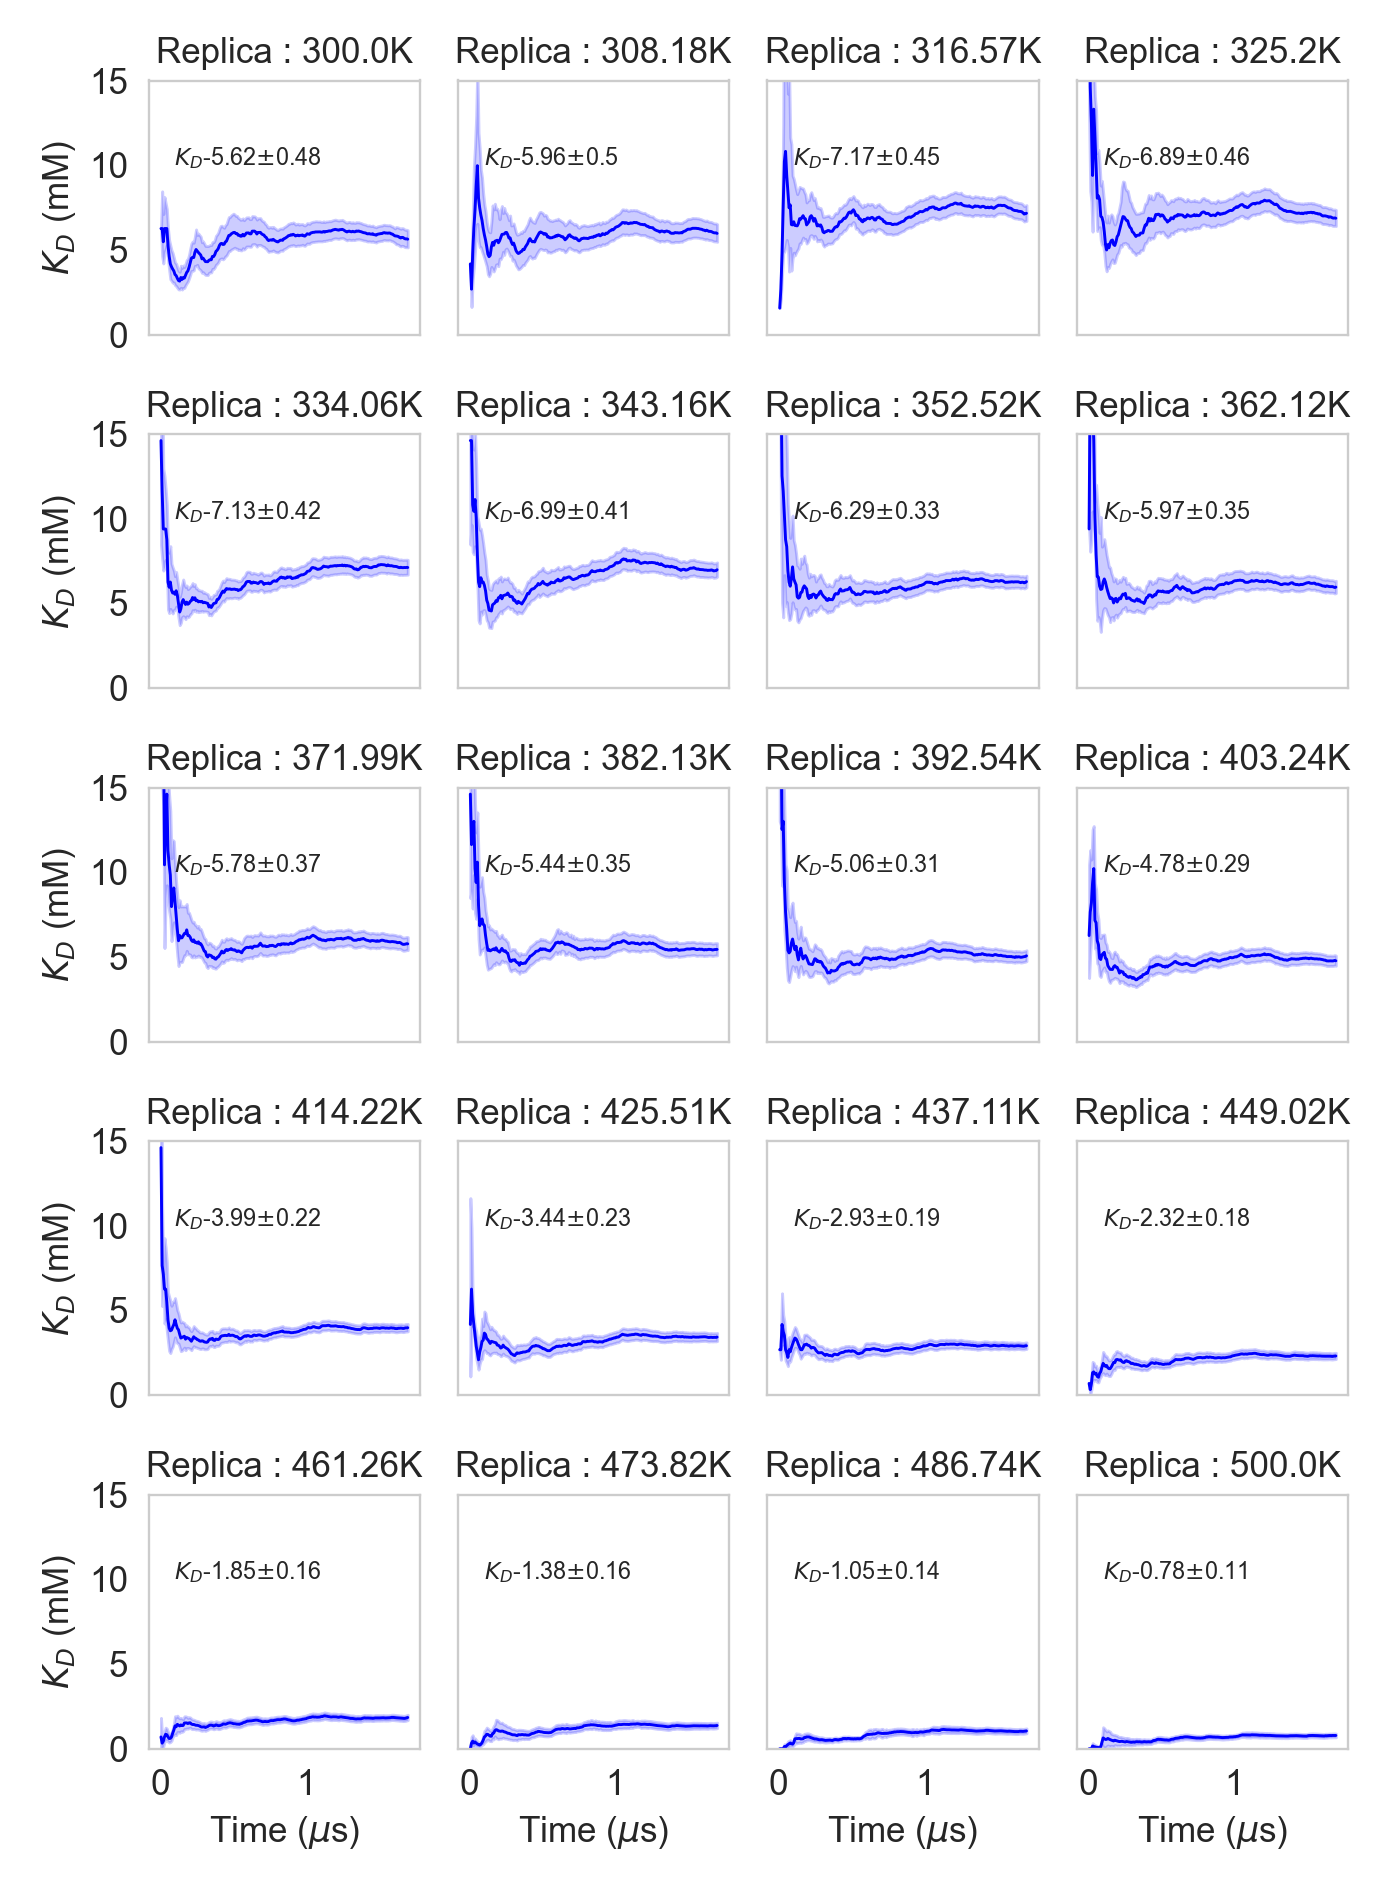 Replica : 300.0K Replica : 308.18K Replica : 316.57K Replica : 325.2K
15
10
5
0
K_D (mM)
K_D-5.62±0.48 K_D-5.96±0.5 K_D-7.17±0.45 K_D-6.89±0.46
Replica : 334.06K Replica : 343.16K Replica : 352.52K Replica : 362.12K
15
10
5
0
K_D (mM)
K_D-7.13±0.42 K_D-6.99±0.41 K_D-6.29±0.33 K_D-5.97±0.35
Replica : 371.99K Replica : 382.13K Replica : 392.54K Replica : 403.24K
15
10
5
0
K_D (mM)
K_D-5.78±0.37 K_D-5.44±0.35 K_D-5.06±0.31 K_D-4.78±0.29
Replica : 414.22K Replica : 425.51K Replica : 437.11K Replica : 449.02K
15
10
5
0
K_D (mM)
K_D-3.99±0.22 K_D-3.44±0.23 K_D-2.93±0.19 K_D-2.32±0.18
Replica : 461.26K Replica : 473.82K Replica : 486.74K Replica : 500.0K
15
10
5
0
K_D (mM)
K_D-1.85±0.16 K_D-1.38±0.16 K_D-1.05±0.14 K_D-0.78±0.11
0 1 0 1 0 1 0 1
Time (μs) Time (μs) Time (μs) Time (μs)